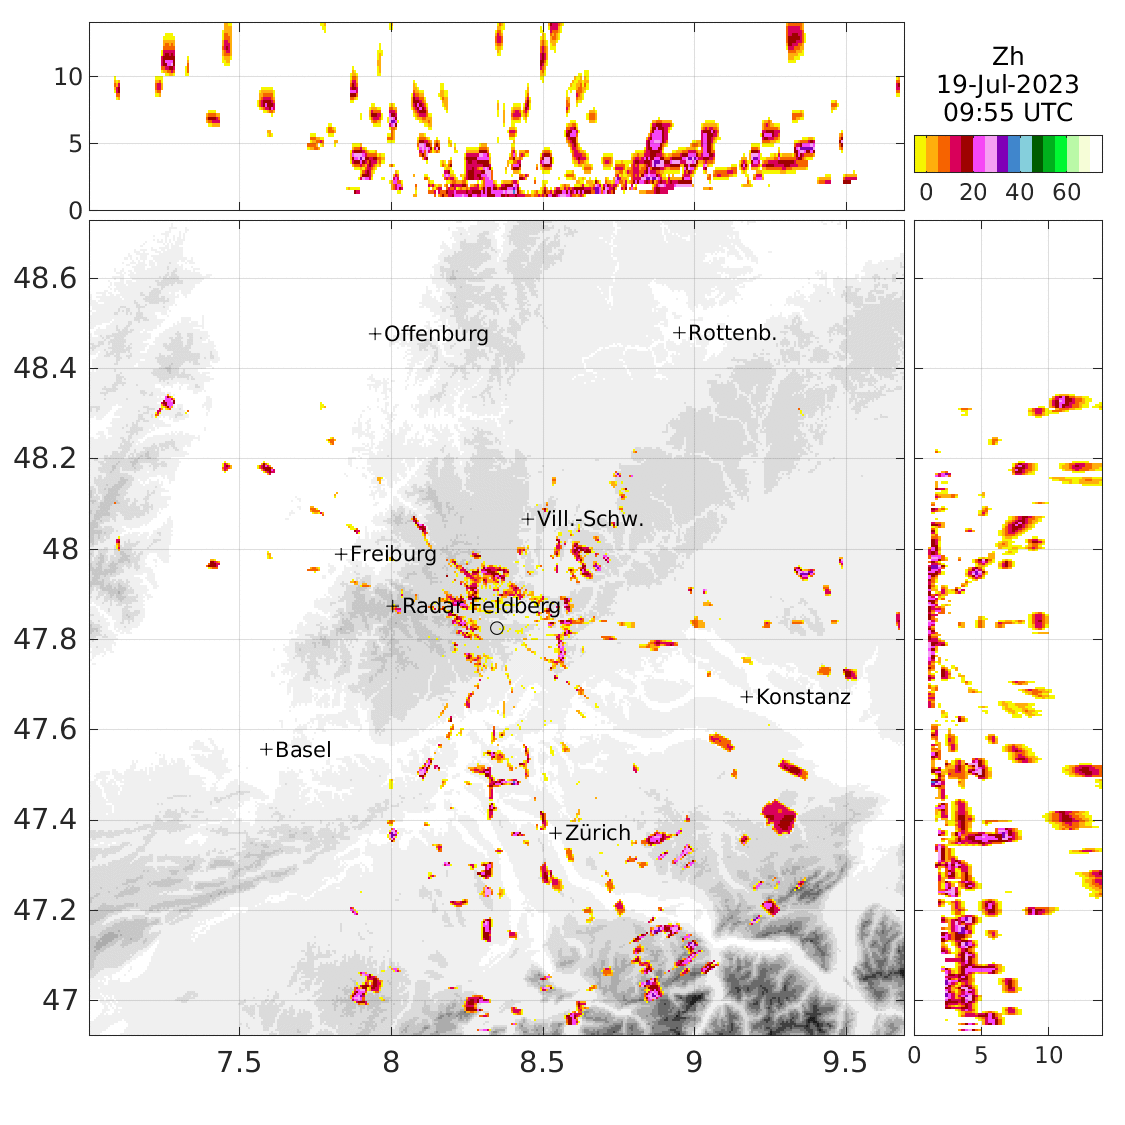 Zh
19-Jul-2023
09:55 UTC
0 20 40 60
10
5
0
48.6
+Offenburg +Rottenb.
48.4
48.2
+Vill.-Schw.
48
+Freiburg
+Radar Feldberg
47.8
+Konstanz
47.6
+Basel
47.4
+Zürich
47.2
47
7.5 8 8.5 9 9.5
0 5 10